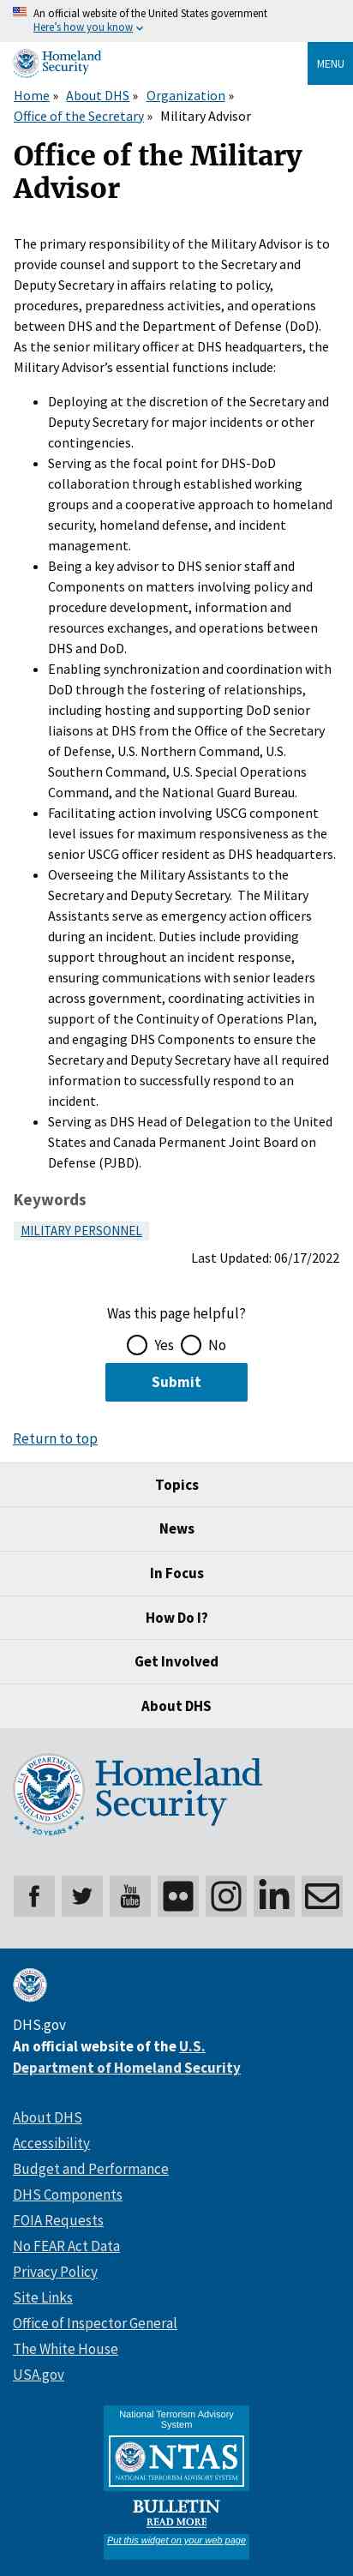 An official website of the United States government
Here's how you know
Homeland
Security
MENU
Home » About DHS » Organization »
Office of the Secretary » Military Advisor
Office of the Military
Advisor
The primary responsibility of the Military Advisor is to
provide counsel and support to the Secretary and
Deputy Secretary in affairs relating to policy,
procedures, preparedness activities, and operations
between DHS and the Department of Defense (DoD).
As the senior military officer at DHS headquarters, the
Military Advisor's essential functions include:
• Deploying at the discretion of the Secretary and
Deputy Secretary for major incidents or other
contingencies.
• Serving as the focal point for DHS-DoD
collaboration through established working
groups and a cooperative approach to homeland
security, homeland defense, and incident
management.
• Being a key advisor to DHS senior staff and
Components on matters involving policy and
procedure development, information and
resources exchanges, and operations between
DHS and DoD.
• Enabling synchronization and coordination with
DoD through the fostering of relationships,
including hosting and supporting DoD senior
liaisons at DHS from the Office of the Secretary
of Defense, U.S. Northern Command, U.S.
Southern Command, U.S. Special Operations
Command, and the National Guard Bureau.
• Facilitating action involving USCG component
level issues for maximum responsiveness as the
senior USCG officer resident as DHS headquarters.
• Overseeing the Military Assistants to the
Secretary and Deputy Secretary. The Military
Assistants serve as emergency action officers
during an incident. Duties include providing
support throughout an incident response,
ensuring communications with senior leaders
across government, coordinating activities in
support of the Continuity of Operations Plan,
and engaging DHS Components to ensure the
Secretary and Deputy Secretary have all required
information to successfully respond to an
incident.
• Serving as DHS Head of Delegation to the United
States and Canada Permanent Joint Board on
Defense (PJBD).
Keywords
MILITARY PERSONNEL
Last Updated: 06/17/2022
Was this page helpful?
Yes No
Submit
Return to top
Topics
News
In Focus
How Do I?
Get Involved
About DHS
U.S. DEPARTMENT OF
HOMELAND SECURITY
20 YEARS
Homeland
Security
You
Tube
DHS.gov
An official website of the U.S.
Department of Homeland Security
About DHS
Accessibility
Budget and Performance
DHS Components
FOIA Requests
No FEAR Act Data
Privacy Policy
Site Links
Office of Inspector General
The White House
USA.gov
National Terrorism Advisory
System
NTAS
NATIONAL TERRORISM ADVISORY SYSTEM
BULLETIN
READ MORE
Put this widget on your web page